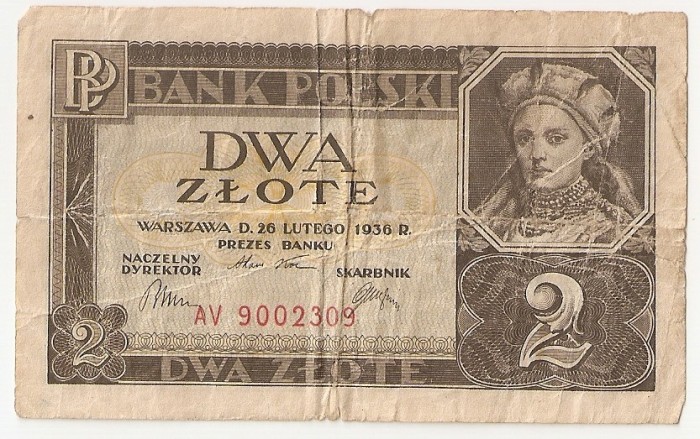 BP
BANK POLSKI
DWA
ZŁOTE
WARSZAWA D. 26 LUTEGO 1936 R.
PREZES BANKU
NACZELNY
DYREKTOR
SKARBNIK
AV 9002309
2
2
DWA ZŁOTE